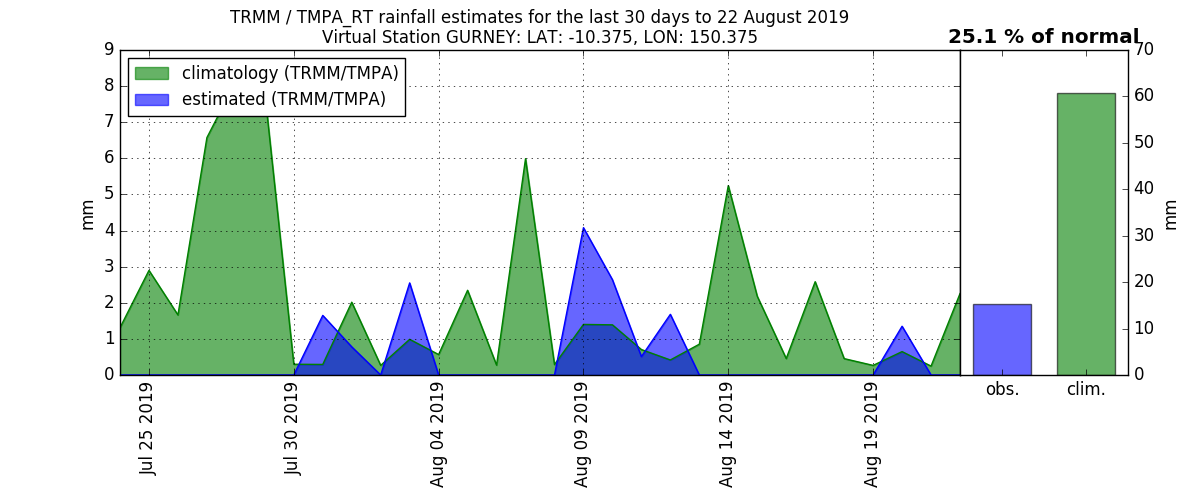 TRMM / TMPA_RT rainfall estimates for the last 30 days to 22 August 2019
Virtual Station GURNEY: LAT: -10.375, LON: 150.375
25.1 % of normal
climatology (TRMM/TMPA)
estimated (TRMM/TMPA)
9
8
7
6
5
4
3
2
1
0
mm
Jul 25 2019
Jul 30 2019
Aug 04 2019
Aug 09 2019
Aug 14 2019
Aug 19 2019
obs.
clim.
70
60
50
40
30
20
10
0
mm